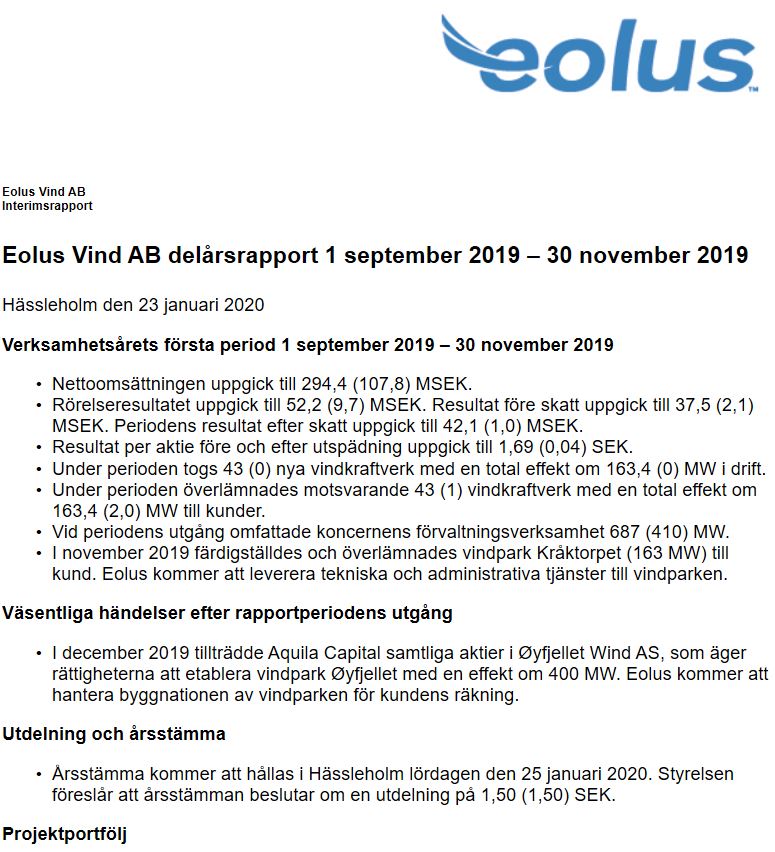 eolus™
Eolus Vind AB
Interimsrapport
Eolus Vind AB delårsrapport 1 september 2019 – 30 november 2019
Hässleholm den 23 januari 2020
Verksamhetsårets första period 1 september 2019 – 30 november 2019
• Nettoomsättningen uppgick till 294,4 (107,8) MSEK.
• Rörelseresultatet uppgick till 52,2 (9,7) MSEK. Resultat före skatt uppgick till 37,5 (2,1)
MSEK. Periodens resultat efter skatt uppgick till 42,1 (1,0) MSEK.
• Resultat per aktie före och efter utspädning uppgick till 1,69 (0,04) SEK.
• Under perioden togs 43 (0) nya vindkraftverk med en total effekt om 163,4 (0) MW i drift.
• Under perioden överlämnades motsvarande 43 (1) vindkraftverk med en total effekt om
163,4 (2,0) MW till kunder.
• Vid periodens utgång omfattade koncernens förvaltningsverksamhet 687 (410) MW.
• I november 2019 färdigställdes och överlämnades vindpark Kråktorpet (163 MW) till
kund. Eolus kommer att leverera tekniska och administrativa tjänster till vindparken.
Väsentliga händelser efter rapportperiodens utgång
• I december 2019 tillträdde Aquila Capital samtliga aktier i Øyfjellet Wind AS, som äger
rättigheterna att etablera vindpark Øyfjellet med en effekt om 400 MW. Eolus kommer att
hantera byggnationen av vindparken för kundens räkning.
Utdelning och årsstämma
• Årsstämma kommer att hållas i Hässleholm lördagen den 25 januari 2020. Styrelsen
föreslår att årsstämman beslutar om en utdelning på 1,50 (1,50) SEK.
Projektportfölj